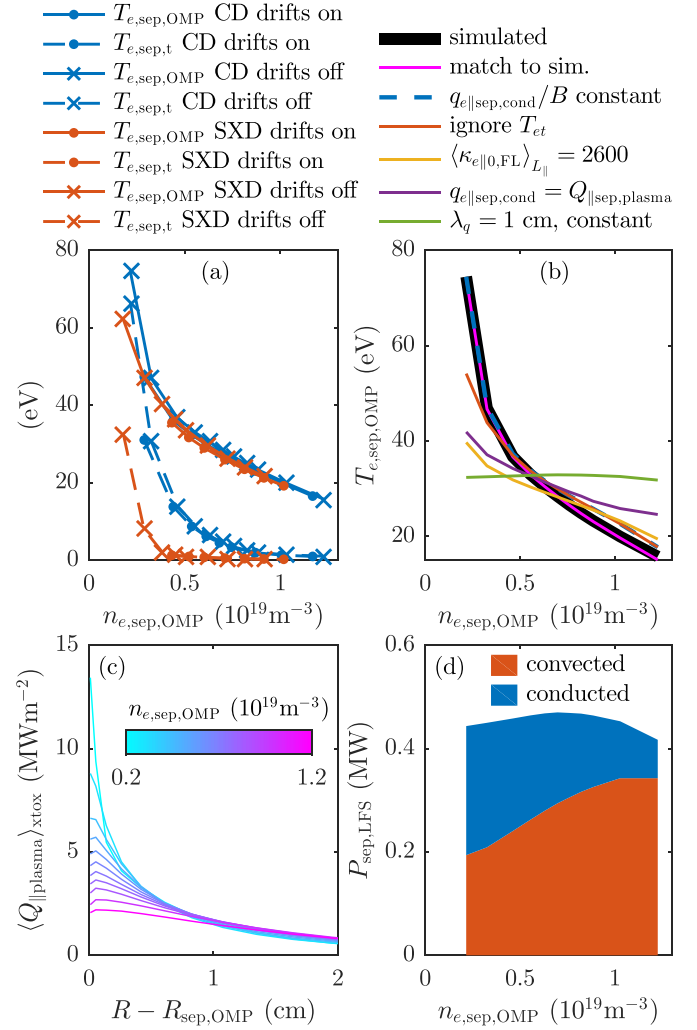 T_{e,sep,OMP} CD drifts on
T_{e,sep,t} CD drifts on
T_{e,sep,OMP} CD drifts off
T_{e,sep,t} CD drifts off
T_{e,sep,OMP} SXD drifts on
T_{e,sep,t} SXD drifts on
T_{e,sep,OMP} SXD drifts off
T_{e,sep,t} SXD drifts off
simulated
match to sim.
q_{e∥sep,cond}/B constant
ignore T_{et}
⟨κ_{e∥0,FL}⟩_{L_∥} = 2600
q_{e∥sep,cond} = Q_{∥sep,plasma}
λ_q = 1 cm, constant
(a)
80
60
40
20
0
(eV)
0 0.5 1
n_{e,sep,OMP} (10^{19}m^{−3})
(b)
80
60
40
20
T_{e,sep,OMP} (eV)
0 0.5 1
n_{e,sep,OMP} (10^{19}m^{−3})
(c)
n_{e,sep,OMP} (10^{19}m^{−3})
0.2 1.2
15
10
5
0
⟨Q_{∥plasma}⟩_{xtox} (MWm^{−2})
0 1 2
R − R_{sep,OMP} (cm)
(d)
convected
conducted
0.6
0.4
0.2
0
P_{sep,LFS} (MW)
0 0.5 1
n_{e,sep,OMP} (10^{19}m^{−3})